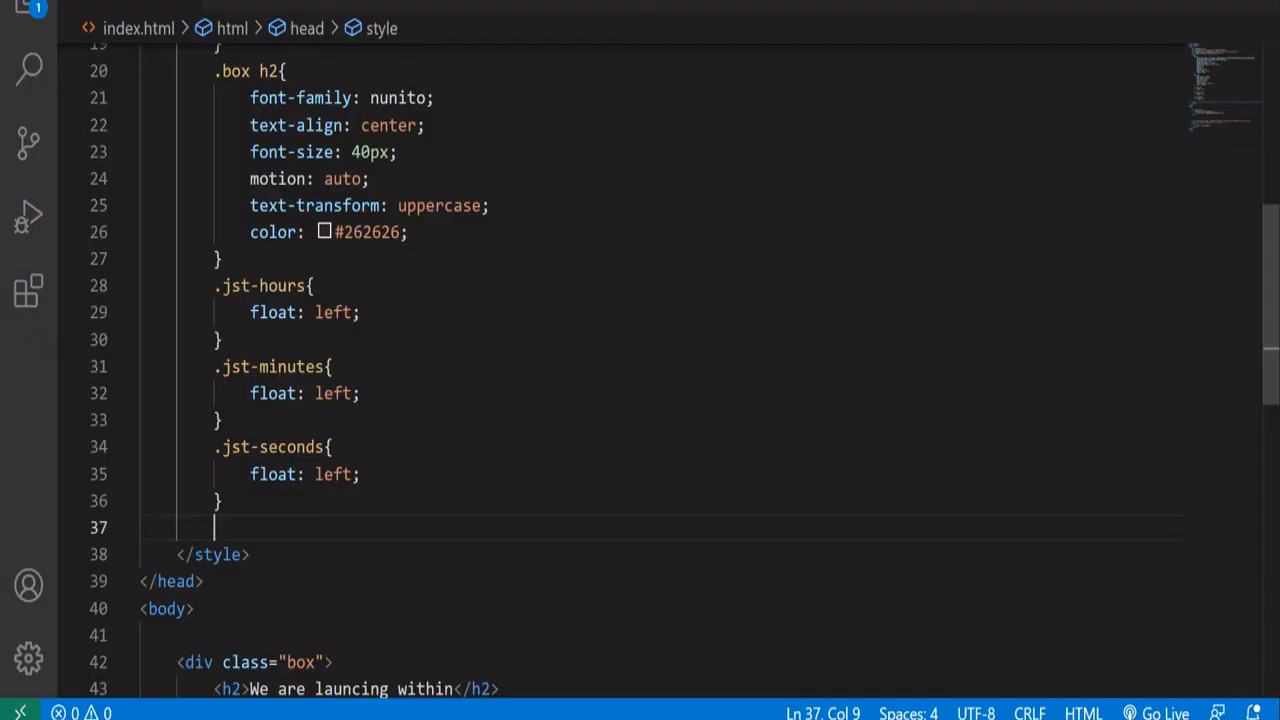 1
index.html > html > head > style
19 }
20 .box h2{
21 font-family: nunito;
22 text-align: center;
23 font-size: 40px;
24 motion: auto;
25 text-transform: uppercase;
26 color: #262626;
27 }
28 .jst-hours{
29 float: left;
30 }
31 .jst-minutes{
32 float: left;
33 }
34 .jst-seconds{
35 float: left;
36 }
37
38 </style>
39 </head>
40 <body>
41
42 <div class="box">
43 <h2>We are launcing within</h2>
0 0 Ln 37, Col 9 Spaces: 4 UTF-8 CRLF HTML Go Live